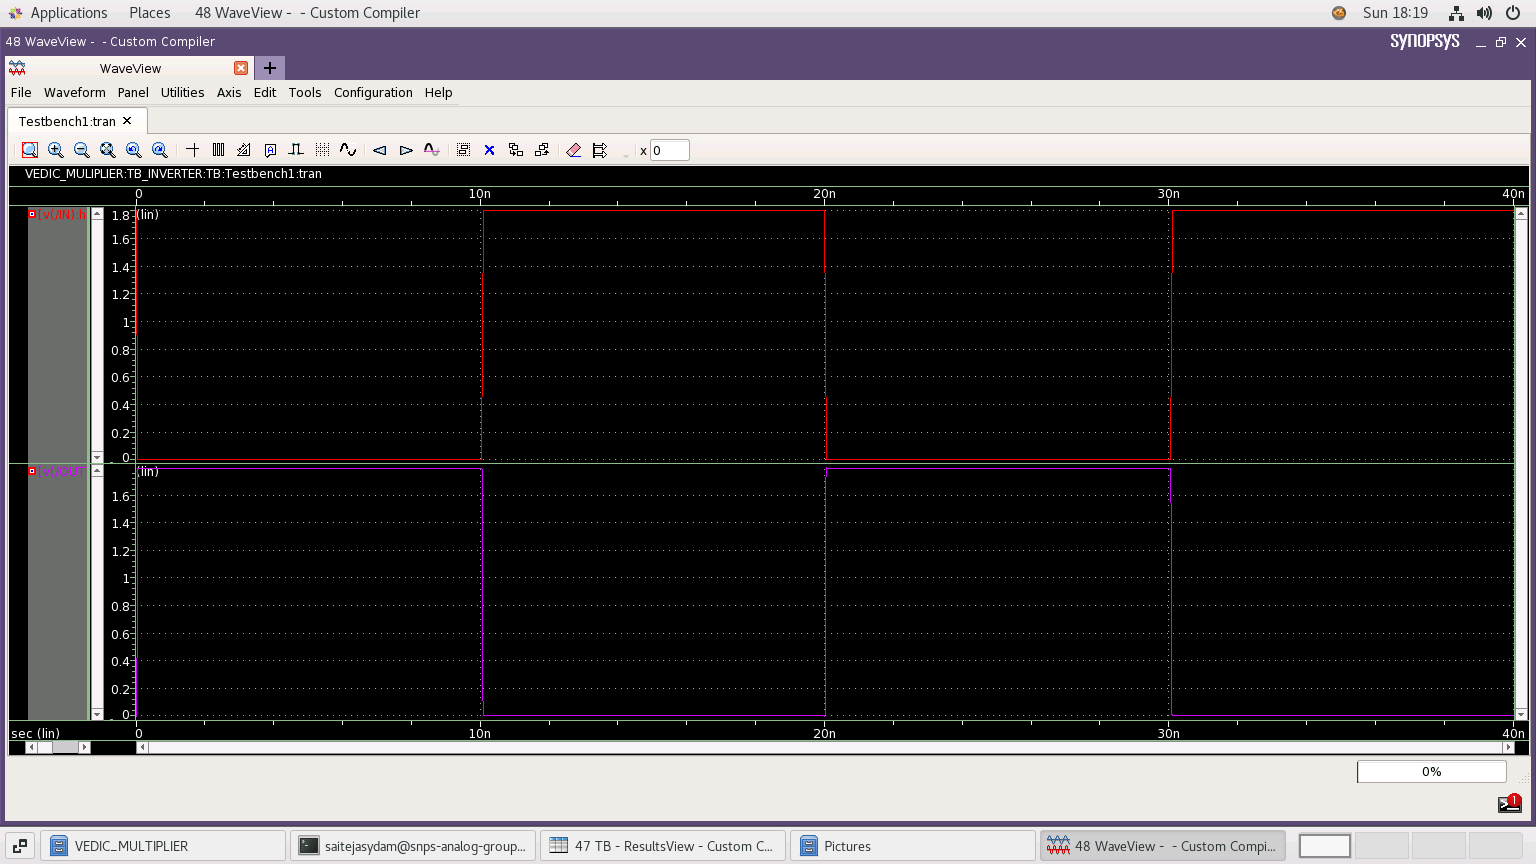 Applications Places 48 WaveView - - Custom Compiler Sun 18:19
48 WaveView - - Custom Compiler SYNOPSYS
WaveView
File Waveform Panel Utilities Axis Edit Tools Configuration Help
Testbench1:tran
x 0
VEDIC_MULIPLIER:TB_INVERTER:TB:Testbench1:tran
0 10n 20n 30n 40n
v(/IN):h 1.8 (lin)
1.6
1.4
1.2
1
0.8
0.6
0.4
0.2
0
v(/OUT (lin)
1.6
1.4
1.2
1
0.8
0.6
0.4
0.2
0
sec (lin) 0 10n 20n 30n 40n
0%
1
VEDIC_MULTIPLIER saitejasydam@snps-analog-group... 47 TB - ResultsView - Custom C... Pictures 48 WaveView - - Custom Compi...